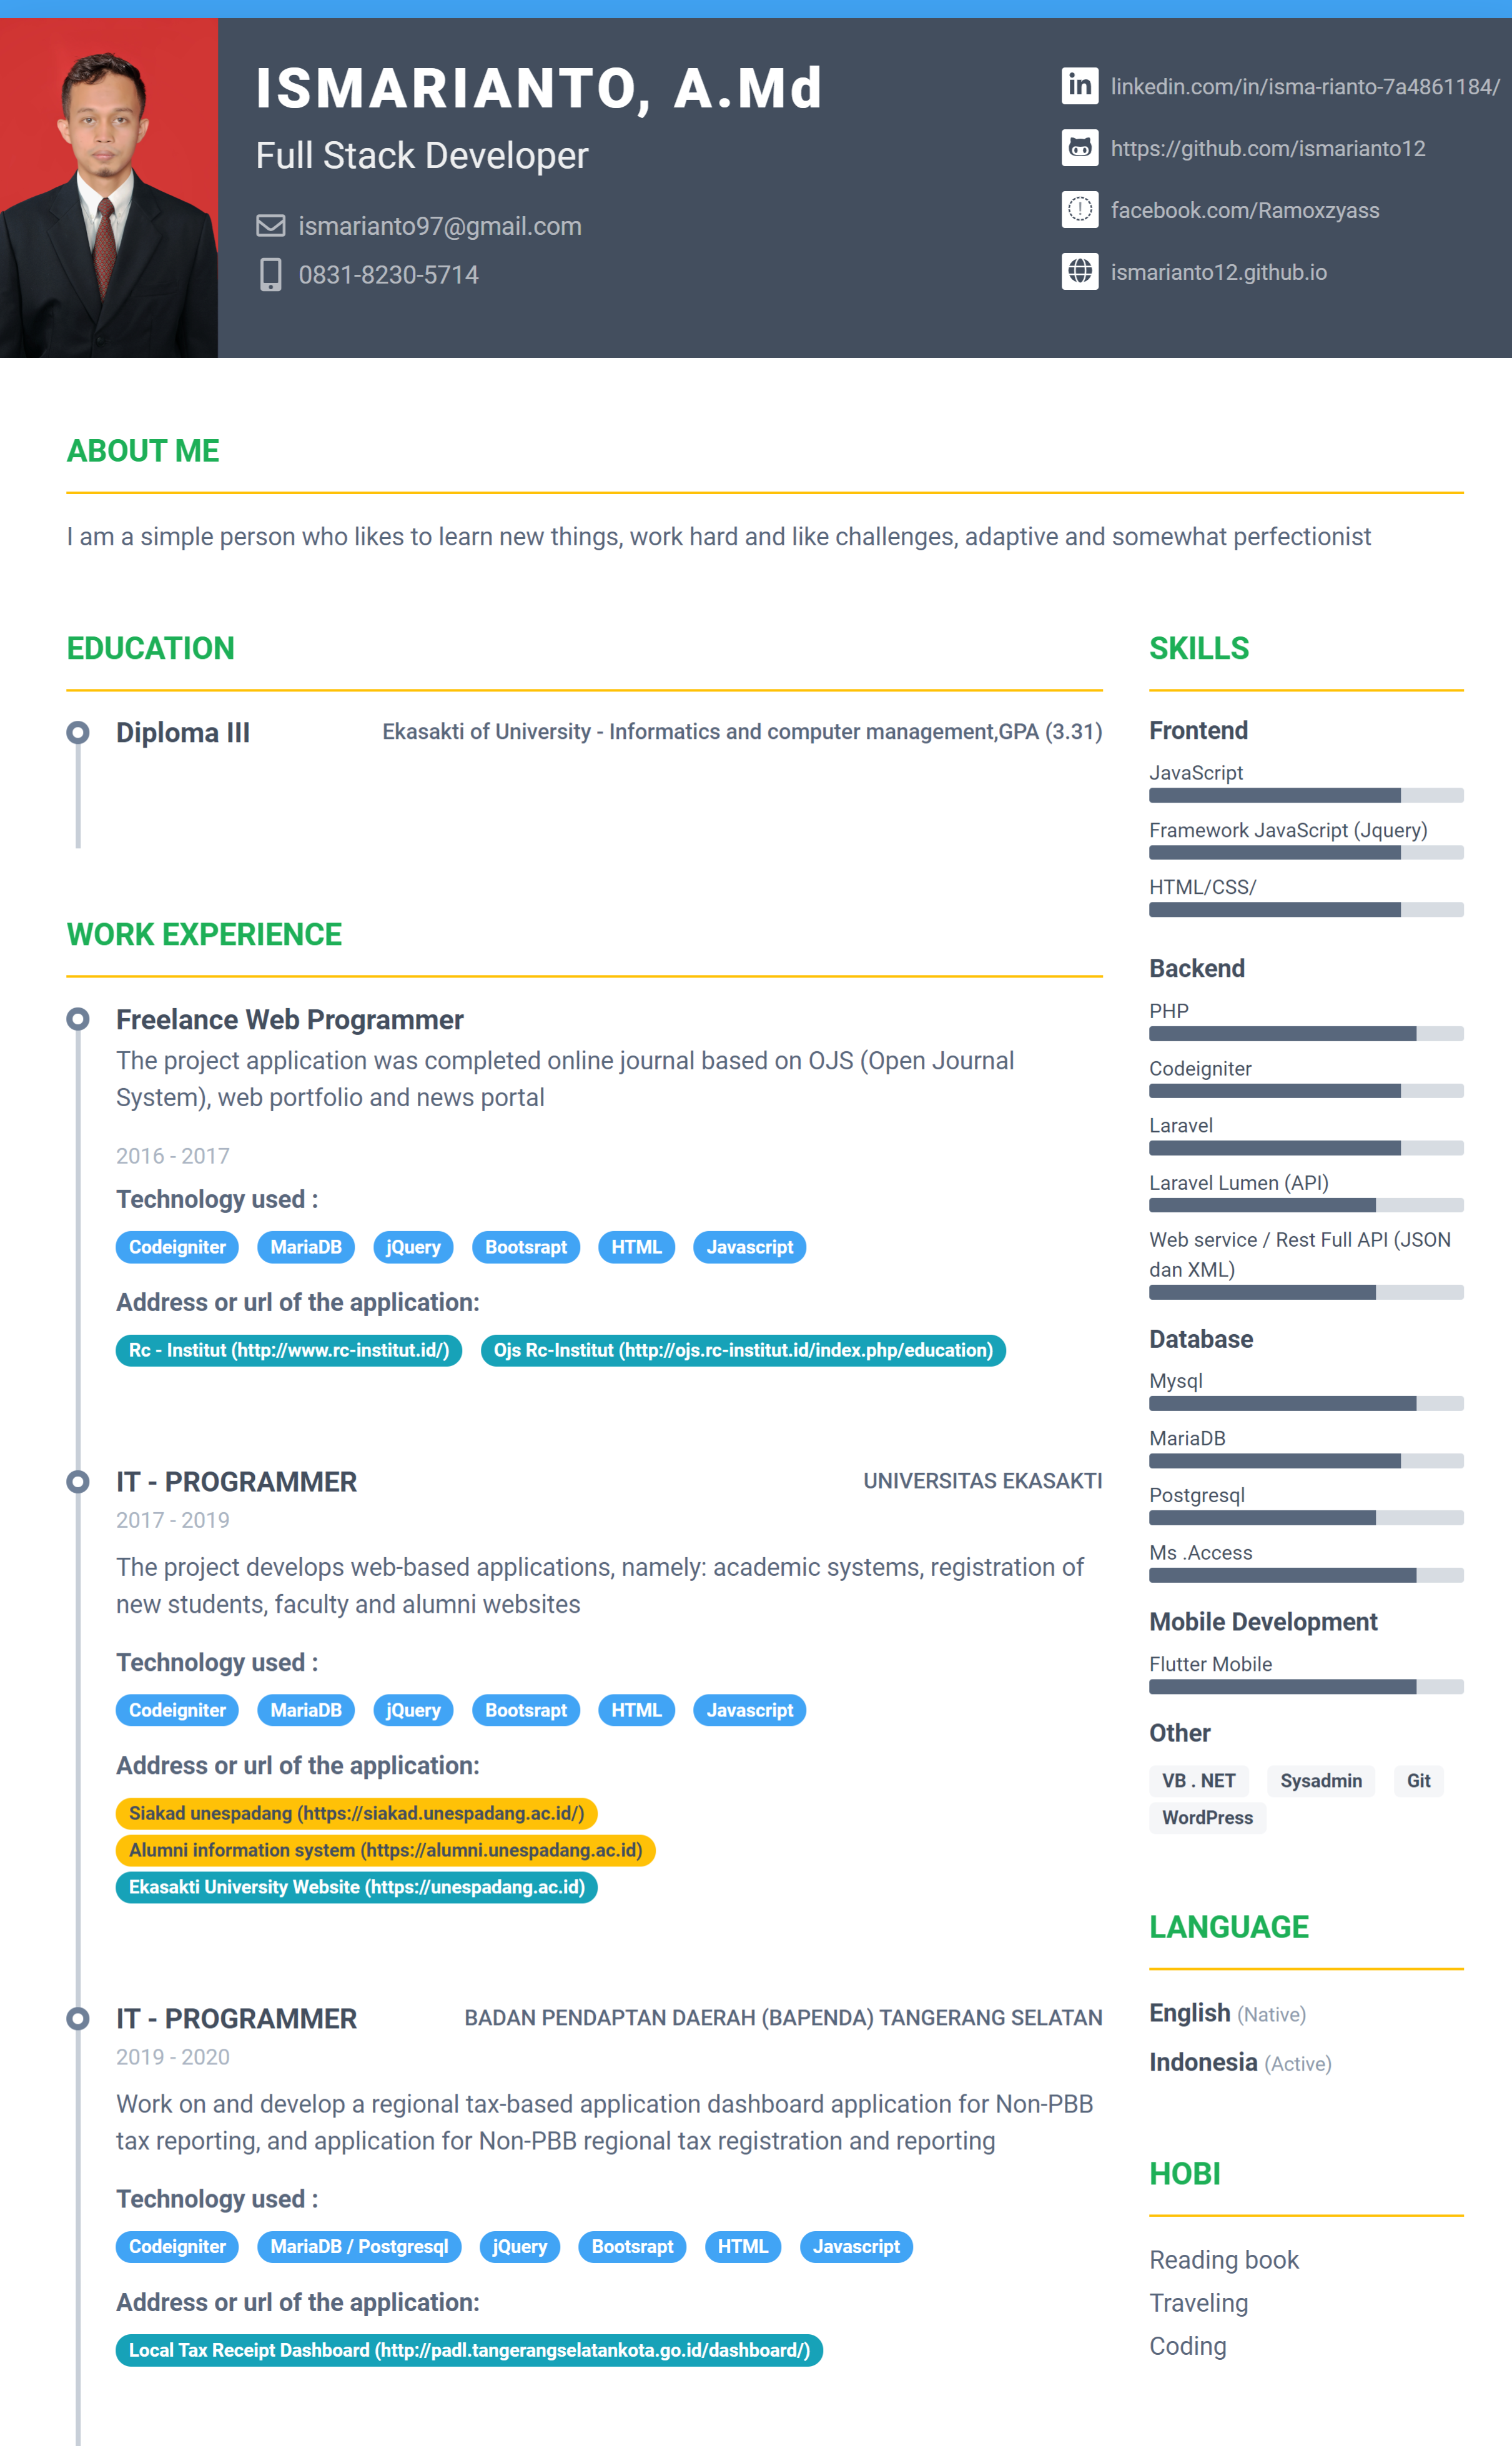 ISMARIANTO, A.Md
Full Stack Developer
ismarianto97@gmail.com
0831-8230-5714
linkedin.com/in/isma-rianto-7a4861184/
https://github.com/ismarianto12
facebook.com/Ramoxzyass
ismarianto12.github.io
ABOUT ME
I am a simple person who likes to learn new things, work hard and like challenges, adaptive and somewhat perfectionist
EDUCATION
Diploma III
Ekasakti of University - Informatics and computer management,GPA (3.31)
WORK EXPERIENCE
Freelance Web Programmer
The project application was completed online journal based on OJS (Open Journal
System), web portfolio and news portal
2016 - 2017
Technology used :
Codeigniter MariaDB jQuery Bootsrapt HTML Javascript
Address or url of the application:
Rc - Institut (http://www.rc-institut.id/) Ojs Rc-Institut (http://ojs.rc-institut.id/index.php/education)
IT - PROGRAMMER
UNIVERSITAS EKASAKTI
2017 - 2019
The project develops web-based applications, namely: academic systems, registration of
new students, faculty and alumni websites
Technology used :
Codeigniter MariaDB jQuery Bootsrapt HTML Javascript
Address or url of the application:
Siakad unespadang (https://siakad.unespadang.ac.id/)
Alumni information system (https://alumni.unespadang.ac.id)
Ekasakti University Website (https://unespadang.ac.id)
IT - PROGRAMMER
BADAN PENDAPTAN DAERAH (BAPENDA) TANGERANG SELATAN
2019 - 2020
Work on and develop a regional tax-based application dashboard application for Non-PBB
tax reporting, and application for Non-PBB regional tax registration and reporting
Technology used :
Codeigniter MariaDB / Postgresql jQuery Bootsrapt HTML Javascript
Address or url of the application:
Local Tax Receipt Dashboard (http://padl.tangerangselatankota.go.id/dashboard/)
SKILLS
Frontend
JavaScript
Framework JavaScript (Jquery)
HTML/CSS/
Backend
PHP
Codeigniter
Laravel
Laravel Lumen (API)
Web service / Rest Full API (JSON
dan XML)
Database
Mysql
MariaDB
Postgresql
Ms .Access
Mobile Development
Flutter Mobile
Other
VB . NET Sysadmin Git
WordPress
LANGUAGE
English (Native)
Indonesia (Active)
HOBI
Reading book
Traveling
Coding